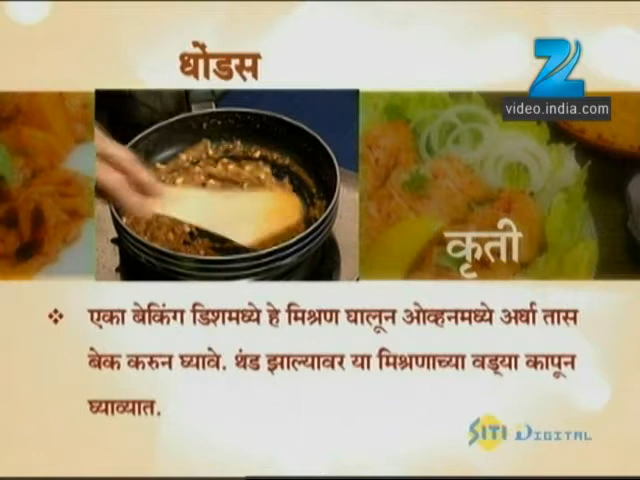 धोंडस
Z
video.india.com
कृती
❖ एका बेकिंग डिशमध्ये हे मिश्रण घालून ओव्हनमध्ये अर्धा तास
बेक करुन घ्यावे. थंड झाल्यावर या मिश्रणाच्या वड्या कापून
घ्याव्यात.
SITI DIGITAL